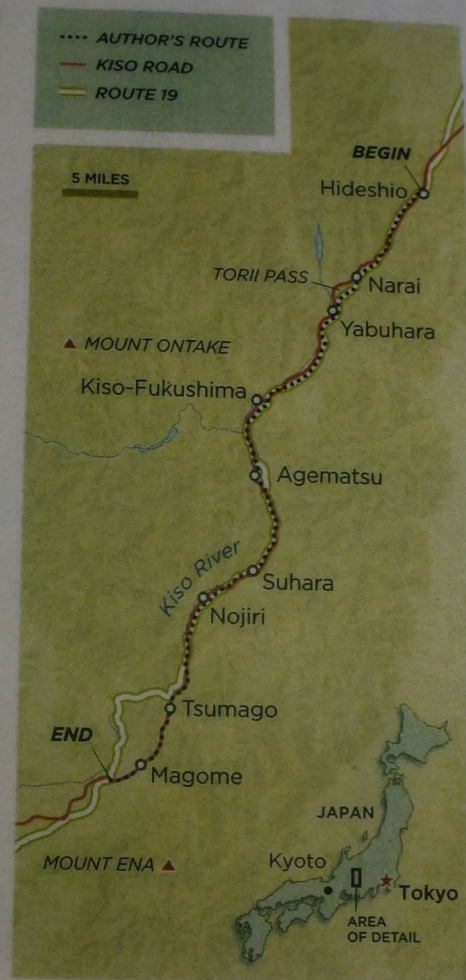 AUTHOR'S ROUTE
KISO ROAD
ROUTE 19
5 MILES
BEGIN
Hideshio
TORII PASS
Narai
Yabuhara
MOUNT ONTAKE
Kiso-Fukushima
Agematsu
Kiso River
Suhara
Nojiri
Tsumago
END
Magome
MOUNT ENA
JAPAN
Kyoto
Tokyo
AREA
OF DETAIL